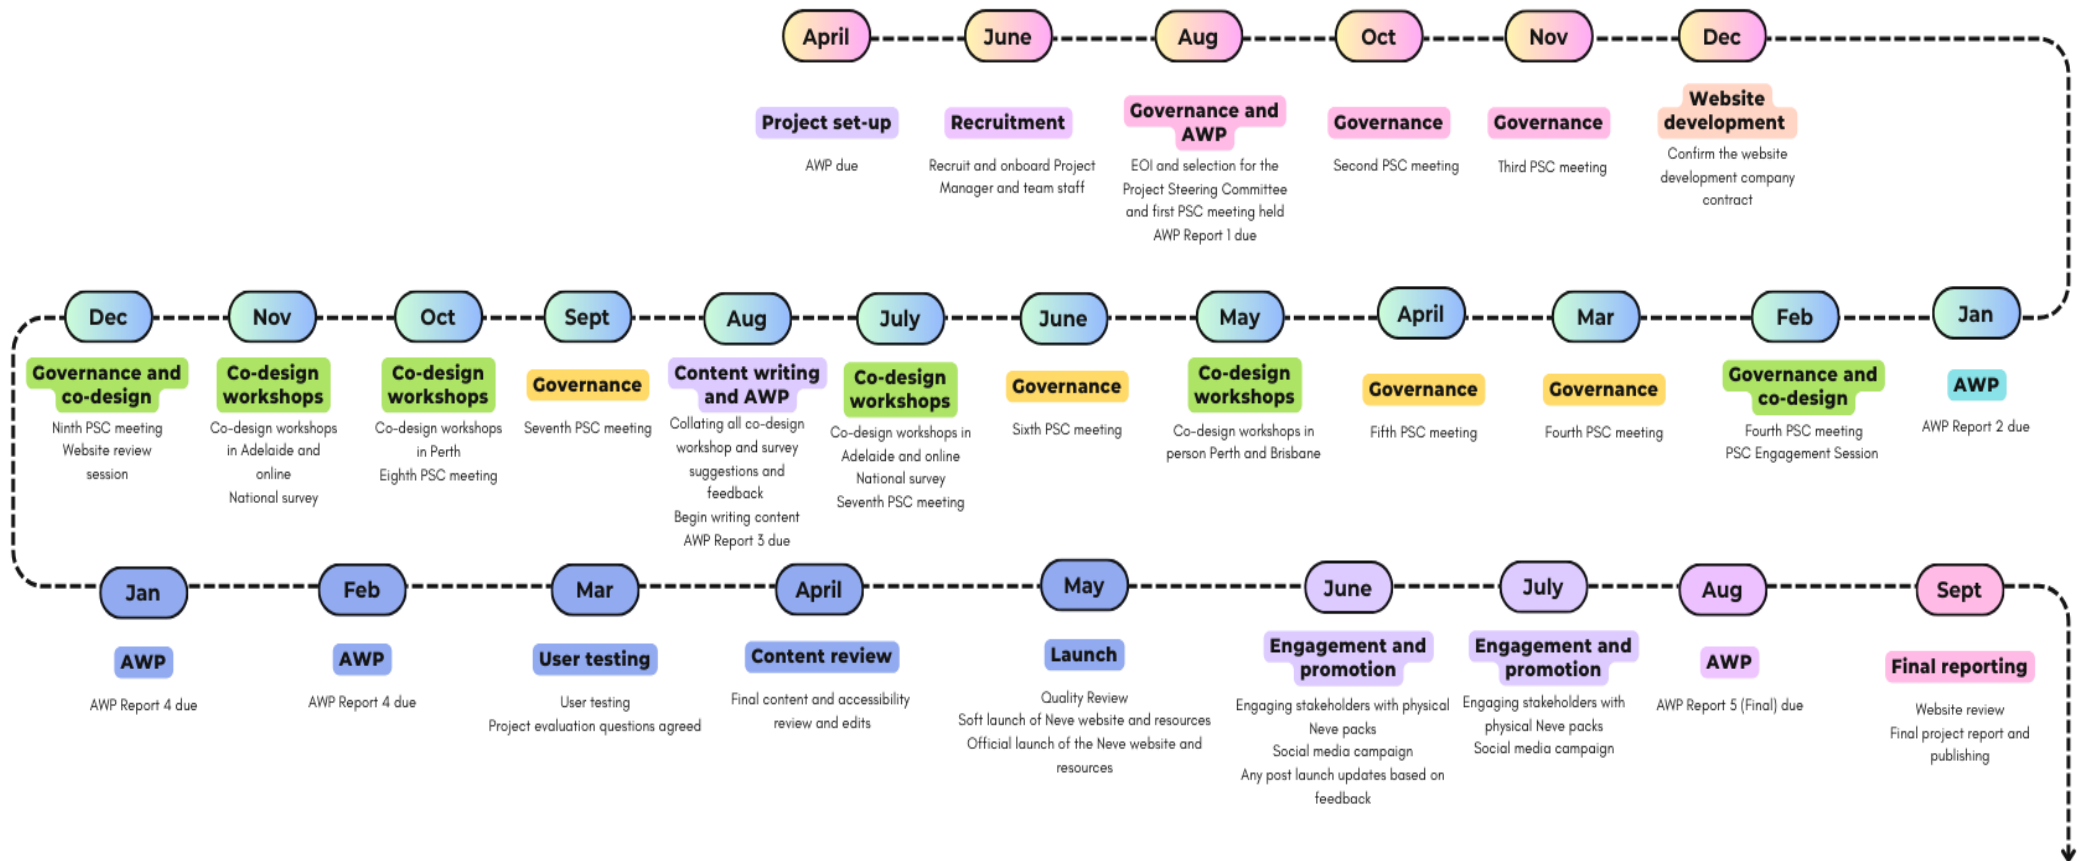 April
June
Aug
Oct
Nov
Dec
Project set-up
AWP due
Recruitment
Recruit and onboard Project
Manager and team staff
Governance and
AWP
EOI and selection for the
Project Steering Committee
and first PSC meeting held
AWP Report 1 due
Governance
Second PSC meeting
Governance
Third PSC meeting
Website
development
Confirm the website
development company
contract
Dec
Nov
Oct
Sept
Aug
July
June
May
April
Mar
Feb
Jan
Governance and
co-design
Ninth PSC meeting
Website review
session
Co-design
workshops
Co-design workshops
in Adelaide and
online
National survey
Co-design
workshops
Co-design workshops
in Perth
Eighth PSC meeting
Governance
Seventh PSC meeting
Content writing
and AWP
Collating all co-design
workshop and survey
suggestions and
feedback
Begin writing content
AWP Report 3 due
Co-design
workshops
Co-design workshops in
Adelaide and online
National survey
Seventh PSC meeting
Governance
Sixth PSC meeting
Co-design
workshops
Co-design workshops in
person Perth and Brisbane
Governance
Fifth PSC meeting
Governance
Fourth PSC meeting
Governance and
co-design
Fourth PSC meeting
PSC Engagement Session
AWP
AWP Report 2 due
Jan
Feb
Mar
April
May
June
July
Aug
Sept
AWP
AWP Report 4 due
AWP
AWP Report 4 due
User testing
User testing
Project evaluation questions agreed
Content review
Final content and accessibility
review and edits
Launch
Quality Review
Soft launch of Neve website and resources
Official launch of the Neve website and
resources
Engagement and
promotion
Engaging stakeholders with physical
Neve packs
Social media campaign
Any post launch updates based on
feedback
Engagement and
promotion
Engaging stakeholders with
physical Neve packs
Social media campaign
AWP
AWP Report 5 (Final) due
Final reporting
Website review
Final project report and
publishing